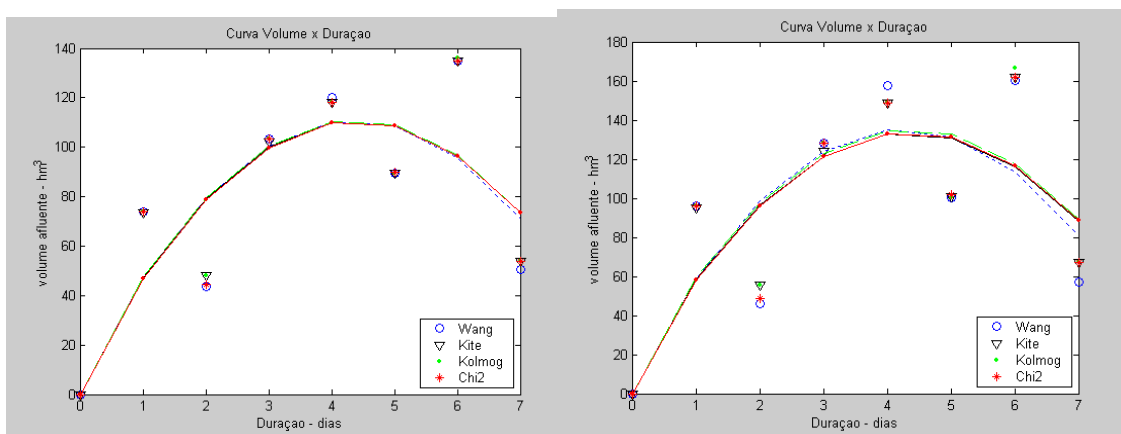 Curva Volume x Duraçao
volume afluente - hm³
140
120
100
80
60
40
20
0
0 1 2 3 4 5 6 7
Duraçao - dias
Wang
Kite
Kolmog
Chi2
Curva Volume x Duraçao
volume afluente - hm³
180
160
140
120
100
80
60
40
20
0
0 1 2 3 4 5 6 7
Duraçao - dias
Wang
Kite
Kolmog
Chi2